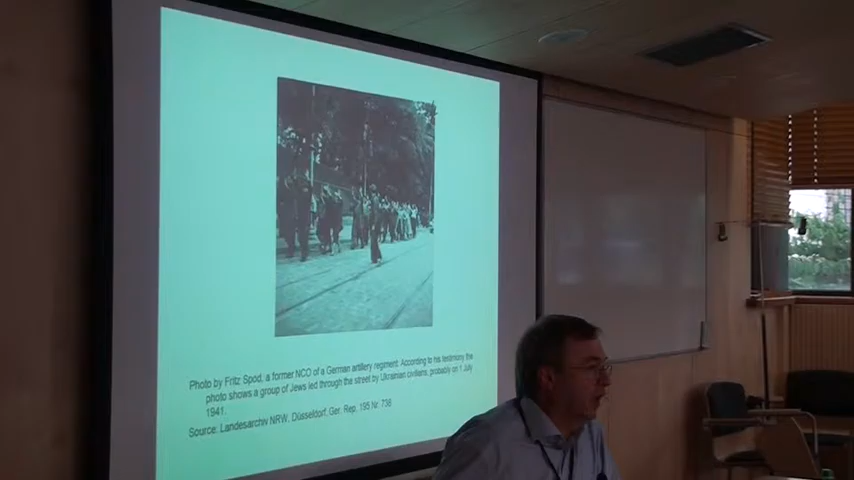 Photo by Fritz Spod, a former NCO of a German artillery regiment: According to his testimony the
photo shows a group of Jews led through the street by Ukrainian civilians, probably on 1 July
1941.
Source: Landesarchiv NRW, Düsseldorf, Ger. Rep. 195 Nr. 738